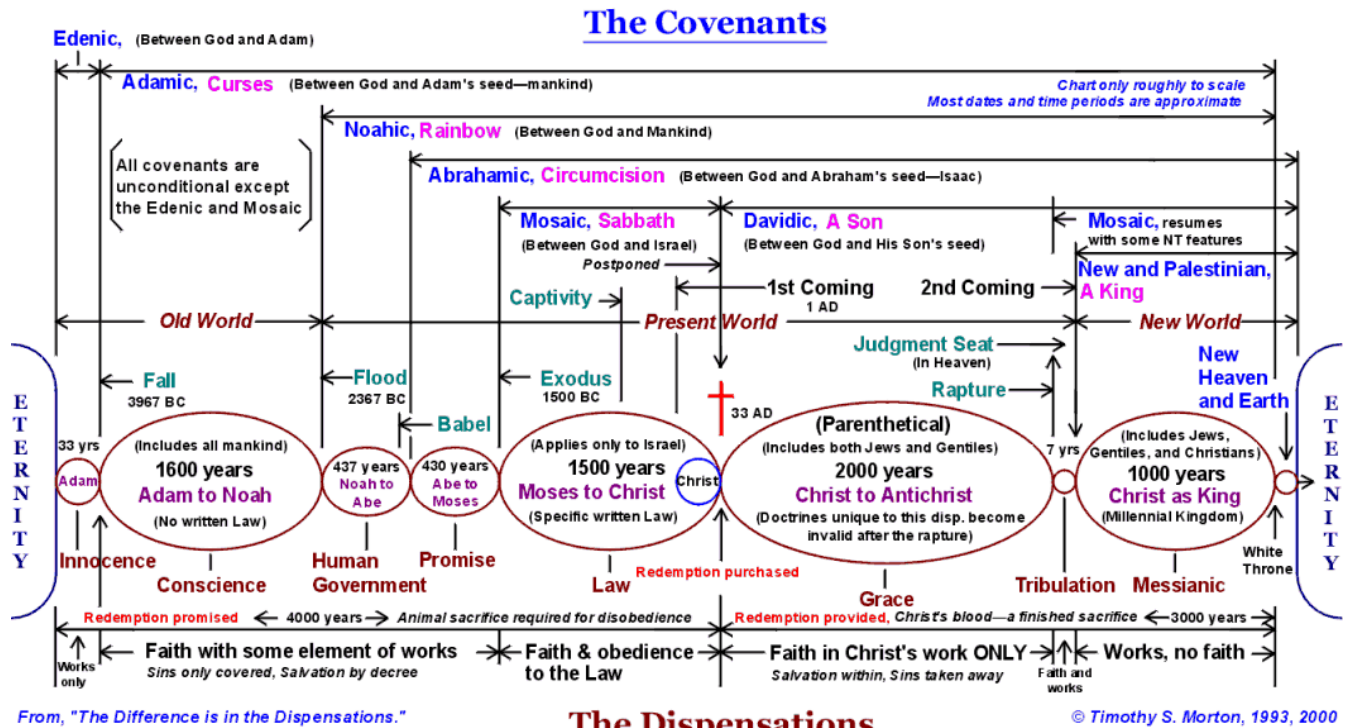 The Covenants
Edenic, (Between God and Adam)
Adamic, Curses (Between God and Adam's seed—mankind)
Chart only roughly to scale
Most dates and time periods are approximate
Noahic, Rainbow (Between God and Mankind)
All covenants are
unconditional except
the Edenic and Mosaic
Abrahamic, Circumcision (Between God and Abraham's seed—Isaac)
Mosaic, Sabbath
(Between God and Israel)
Postponed
Davidic, A Son
(Between God and His Son's seed)
Mosaic, resumes
with some NT features
New and Palestinian,
A King
Captivity
1st Coming
1 AD
2nd Coming
Old World
Present World
New World
Judgment Seat
(In Heaven)
Rapture
New
Heaven
and Earth
Fall
3967 BC
Flood
2367 BC
Babel
Exodus
1500 BC
33 AD
ETERNITY
33 yrs
Adam
(Includes all mankind)
1600 years
Adam to Noah
(No written Law)
437 years
Noah to
Abe
430 years
Abe to
Moses
(Applies only to Israel)
1500 years
Moses to Christ
(Specific written Law)
Christ
(Parenthetical)
(Includes both Jews and Gentiles)
2000 years
Christ to Antichrist
(Doctrines unique to this disp. become
invalid after the rapture)
7 yrs
(Includes Jews,
Gentiles, and Christians)
1000 years
Christ as King
(Millennial Kingdom)
ETERNITY
White
Throne
Innocence
Conscience
Human
Government
Promise
Law
Redemption purchased
Grace
Tribulation
Messianic
Redemption promised
4000 years
Animal sacrifice required for disobedience
Redemption provided, Christ's blood—a finished sacrifice
3000 years
Works
only
Faith with some element of works
Sins only covered, Salvation by decree
Faith & obedience
to the Law
Faith in Christ's work ONLY
Salvation within, Sins taken away
Faith and
works
Works, no faith
From, "The Difference is in the Dispensations."
The Dispensations
© Timothy S. Morton, 1993, 2000